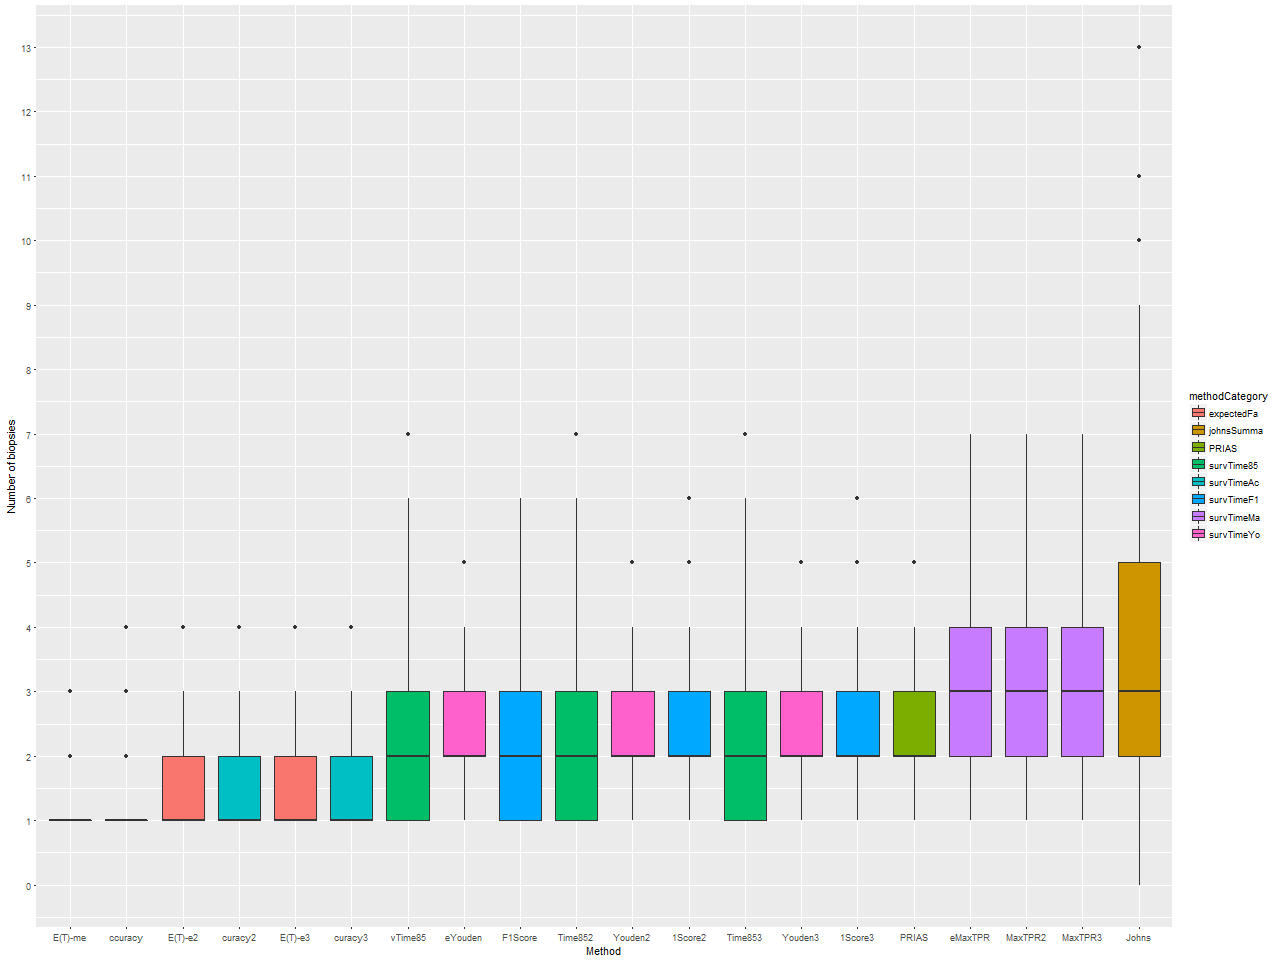 13
12
11
10
9
8
7
6
5
4
3
2
1
0
Number of biopsies
E(T)-me ccuracy E(T)-e2 curacy2 E(T)-e3 curacy3 vTime85 eYouden F1Score Time852 Youden2 1Score2 Time853 Youden3 1Score3 PRIAS eMaxTPR MaxTPR2 MaxTPR3 Johns
Method
methodCategory
expectedFa
johnsSumma
PRIAS
survTime85
survTimeAc
survTimeF1
survTimeMa
survTimeYo